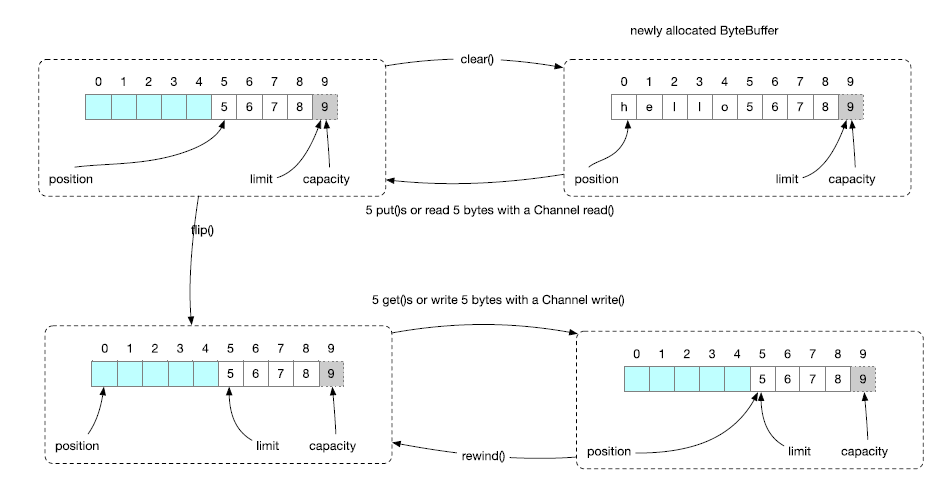 newly allocated ByteBuffer
clear()
0 1 2 3 4 5 6 7 8 9
5 6 7 8 9
position limit capacity
0 1 2 3 4 5 6 7 8 9
h e l l o 5 6 7 8 9
position limit capacity
5 put()s or read 5 bytes with a Channel read()
flip()
5 get()s or write 5 bytes with a Channel write()
0 1 2 3 4 5 6 7 8 9
5 6 7 8 9
position limit capacity
0 1 2 3 4 5 6 7 8 9
5 6 7 8 9
position limit capacity
rewind()